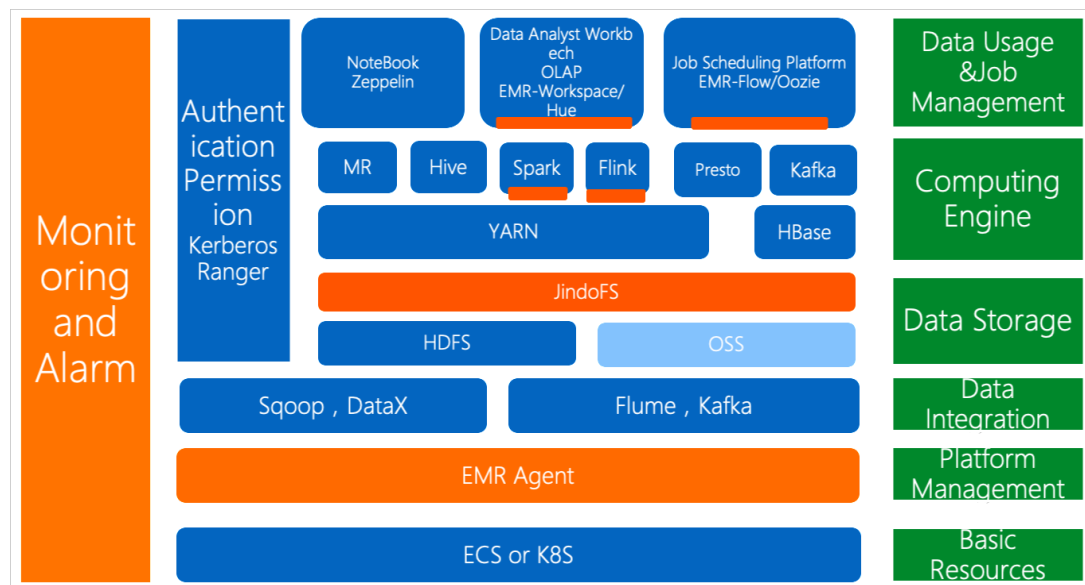 Monit
oring
and
Alarm
Authent
ication
Permiss
ion
Kerberos
Ranger
NoteBook
Zeppelin
Data Analyst Workb
ech
OLAP
EMR-Workspace/
Hue
Job Scheduling Platform
EMR-Flow/Oozie
Data Usage
&Job
Management
MR
Hive
Spark
Flink
Presto
Kafka
YARN
HBase
Computing
Engine
JindoFS
HDFS
OSS
Data Storage
Sqoop , DataX
Flume , Kafka
Data
Integration
EMR Agent
Platform
Management
ECS or K8S
Basic
Resources